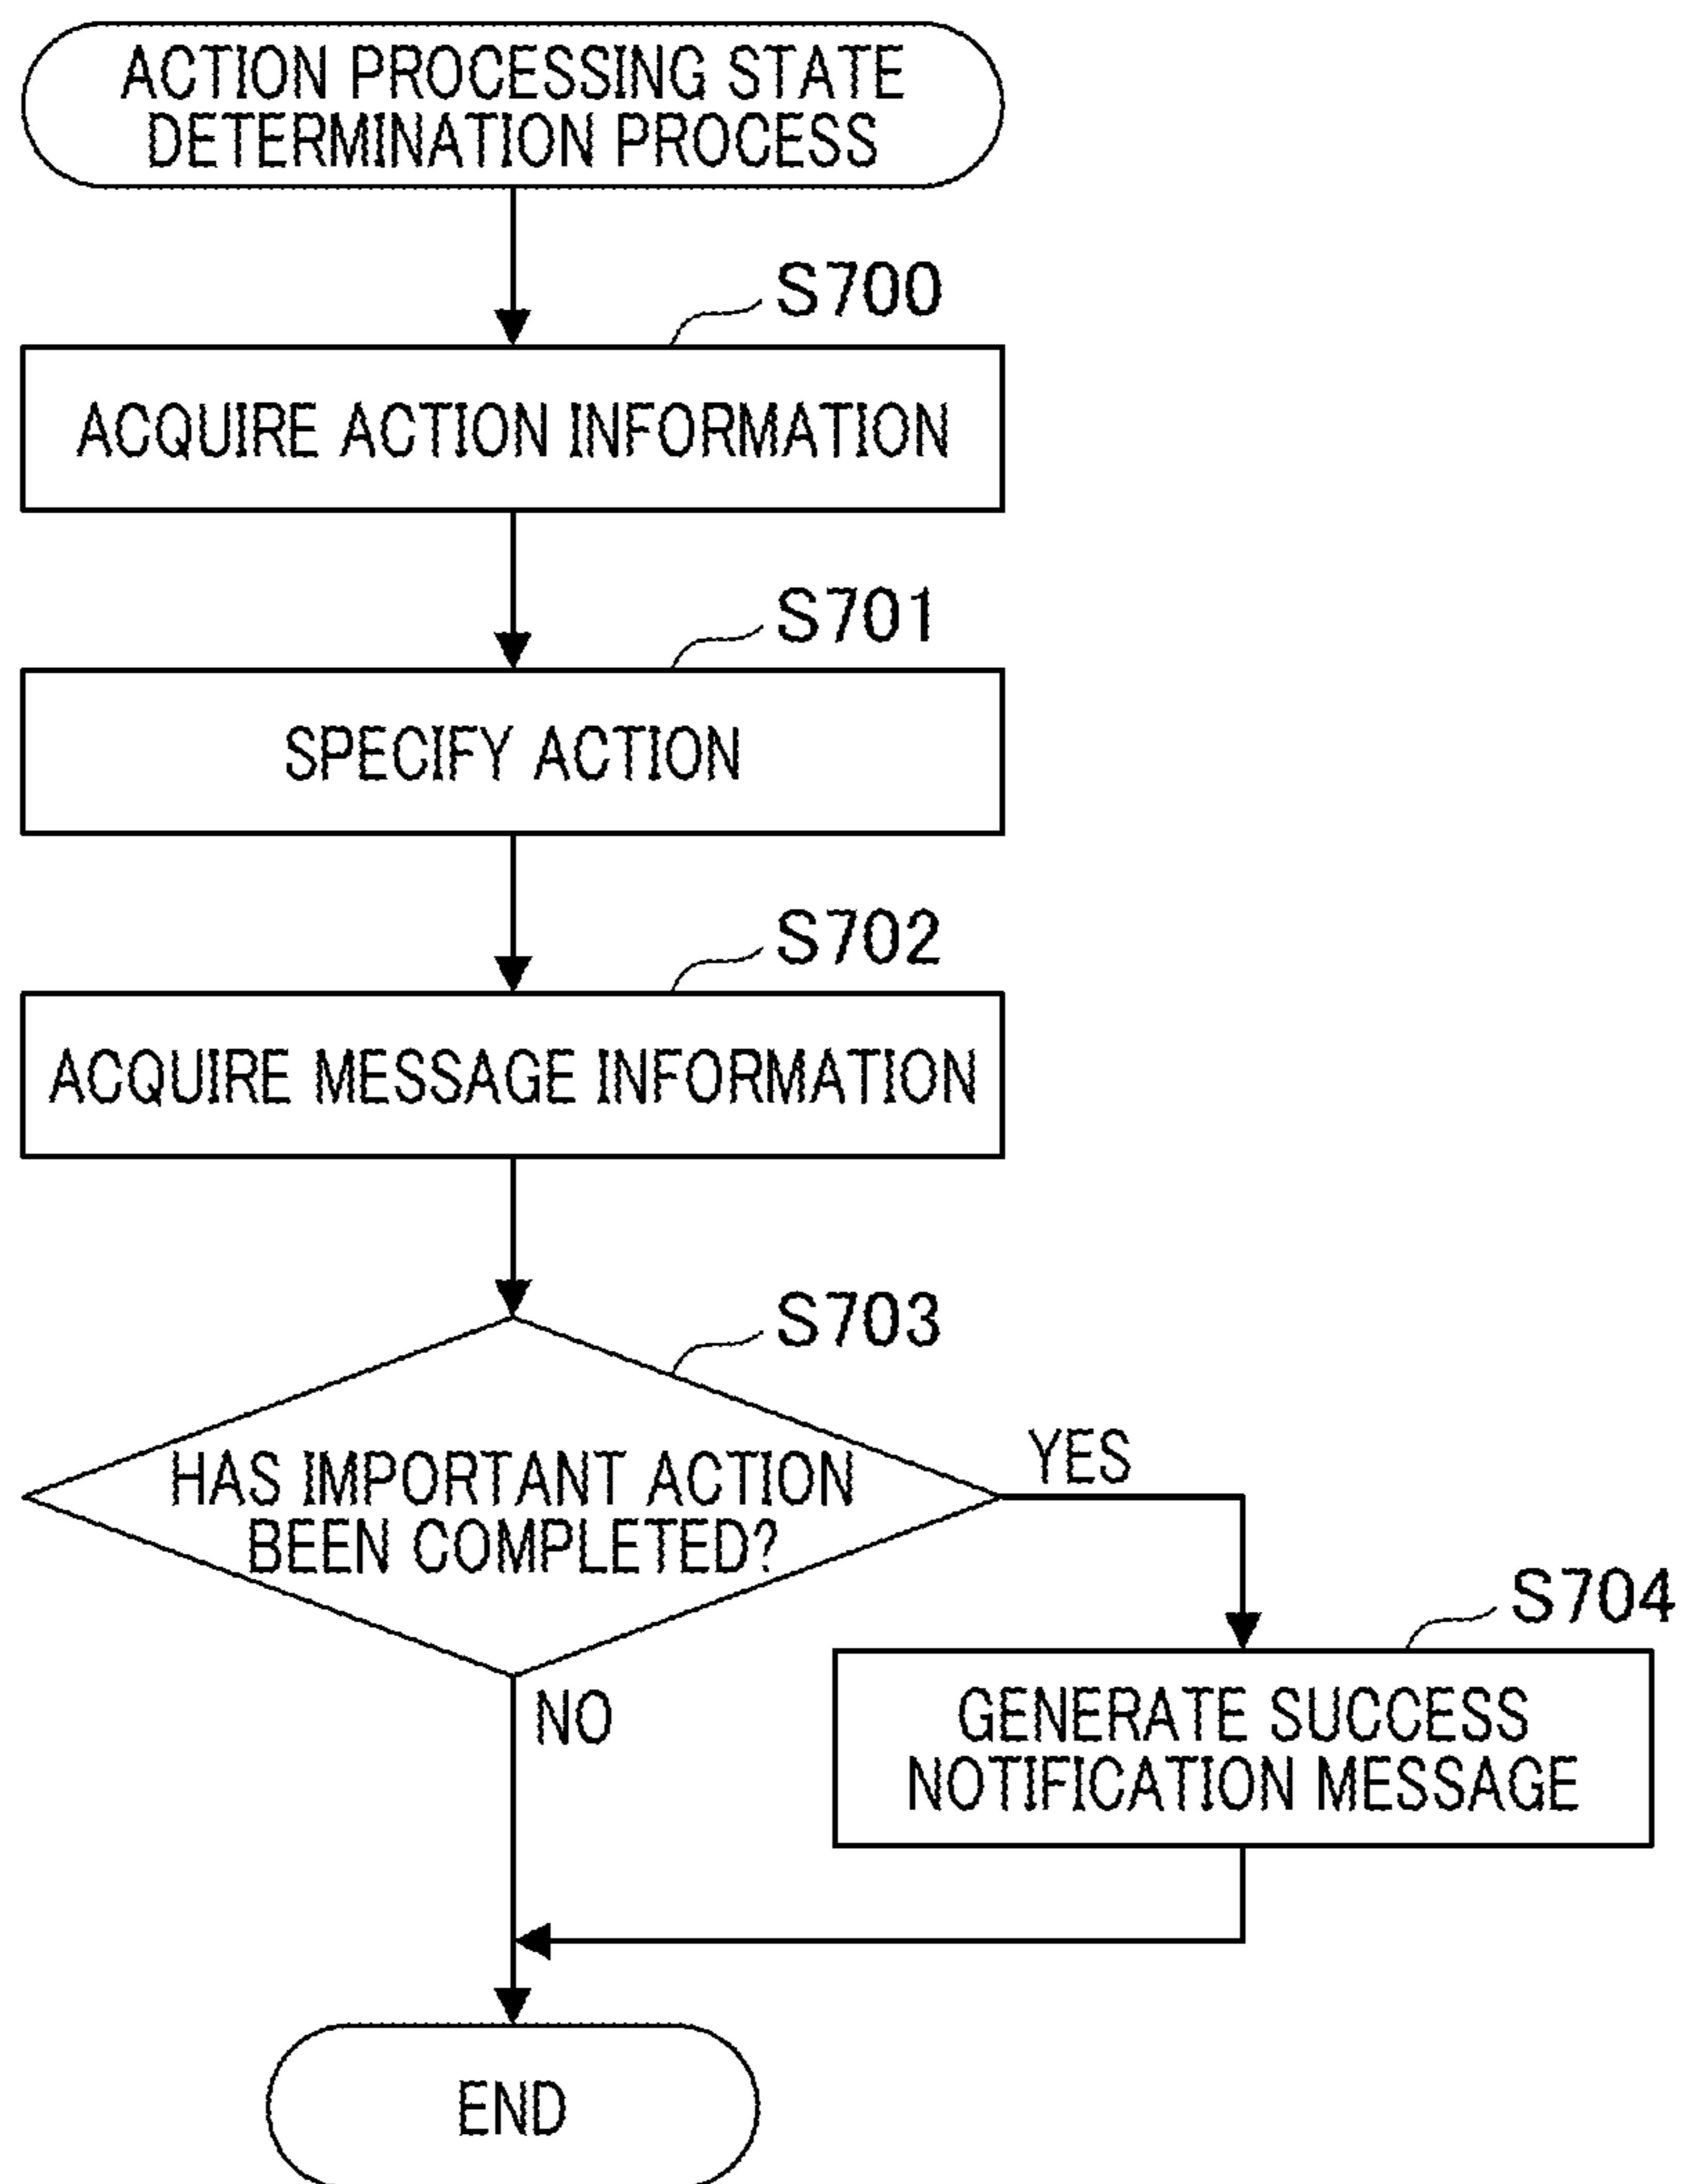 ACTION PROCESSING STATE
DETERMINATION PROCESS
S700
ACQUIRE ACTION INFORMATION
S701
SPECIFY ACTION
S702
ACQUIRE MESSAGE INFORMATION
S703
HAS IMPORTANT ACTION
BEEN COMPLETED?
YES
S704
GENERATE SUCCESS
NOTIFICATION MESSAGE
NO
END